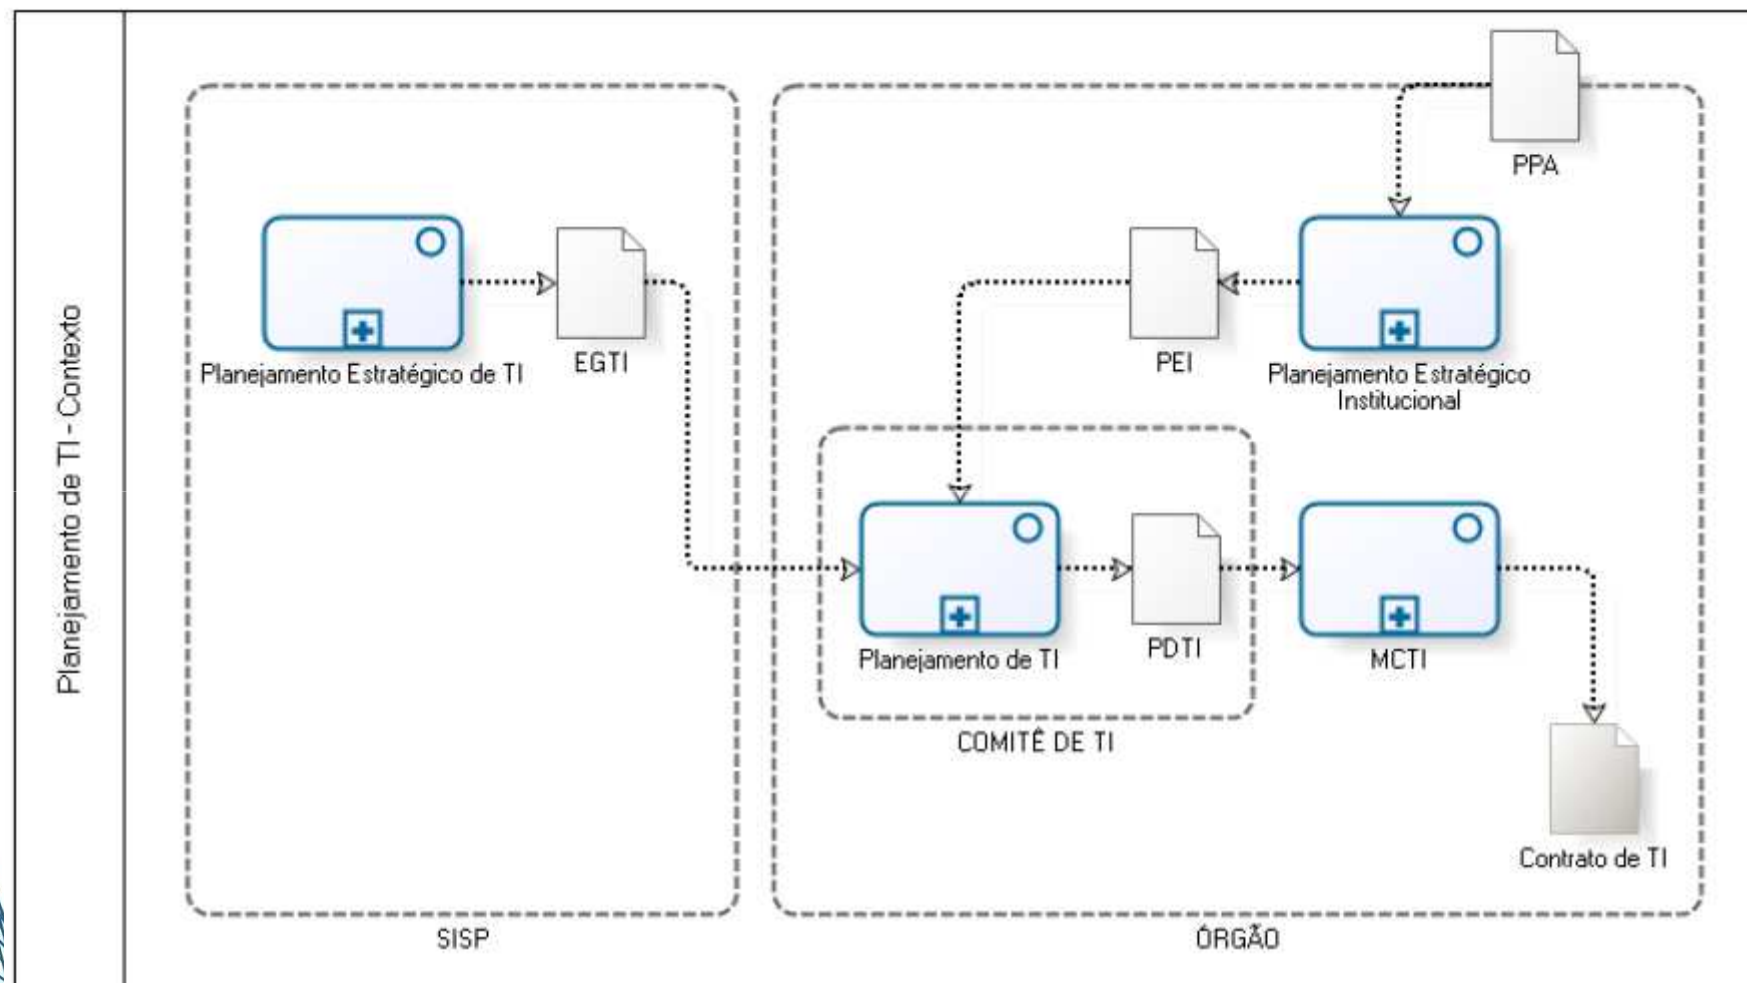 Planejamento de TI - Contexto
PPA
Planejamento Estratégico de TI
EGTI
PEI
Planejamento Estratégico
Institucional
Planejamento de TI
PDTI
MCTI
COMITÊ DE TI
Contrato de TI
SISP
ÓRGÃO